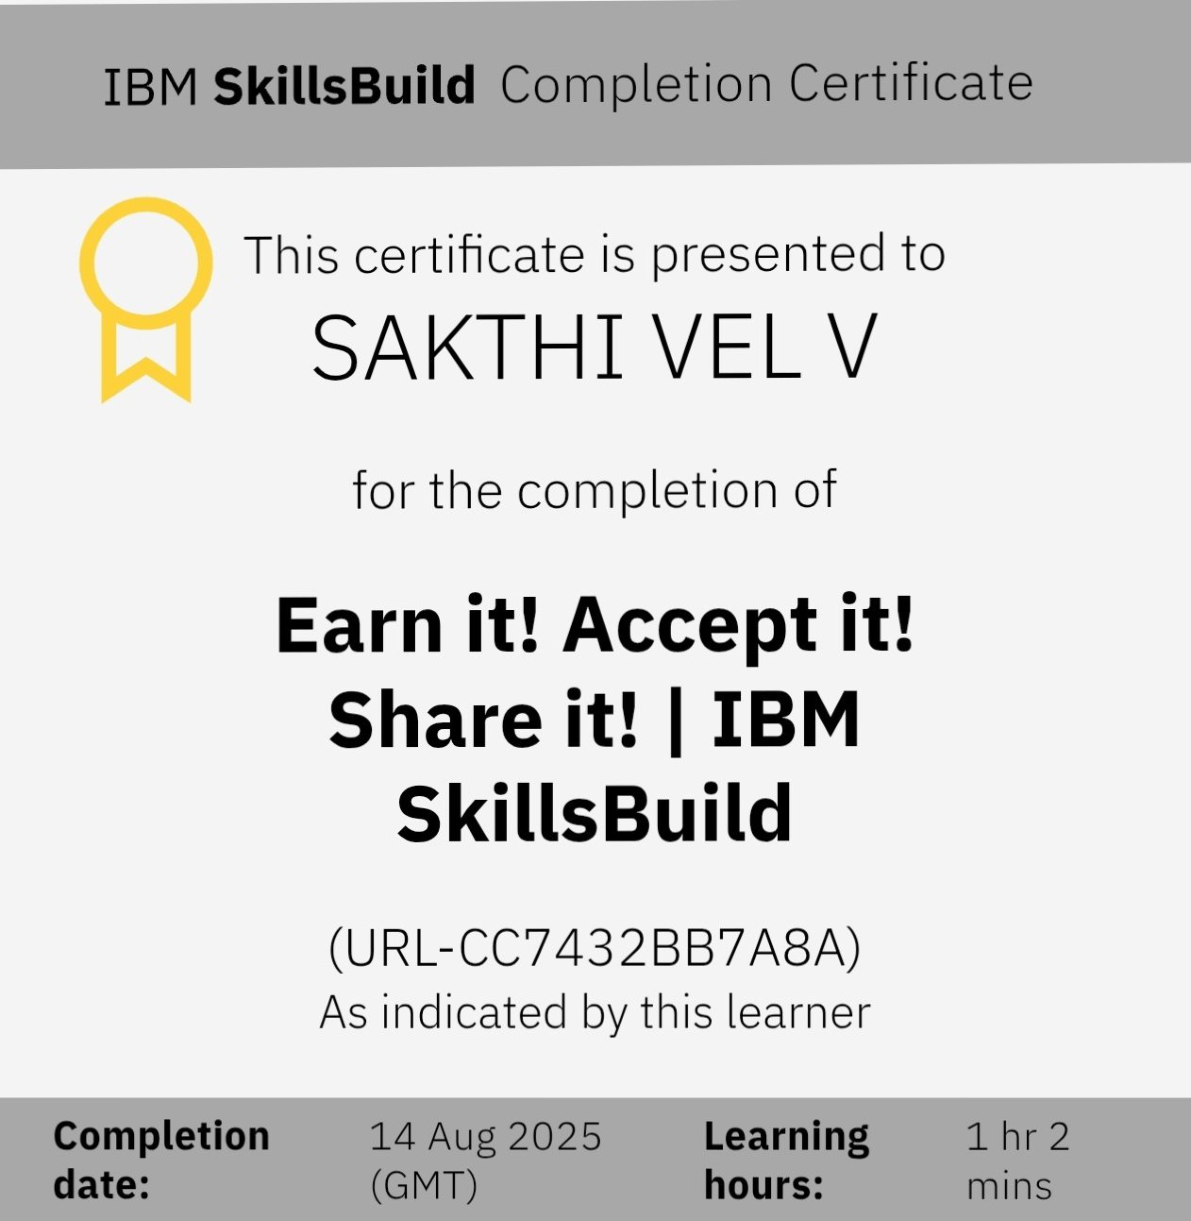 IBM SkillsBuild Completion Certificate
This certificate is presented to
SAKTHI VEL V
for the completion of
Earn it! Accept it!
Share it! | IBM
SkillsBuild
(URL-CC7432BB7A8A)
As indicated by this learner
Completion date: 14 Aug 2025 (GMT)
Learning hours: 1 hr 2 mins